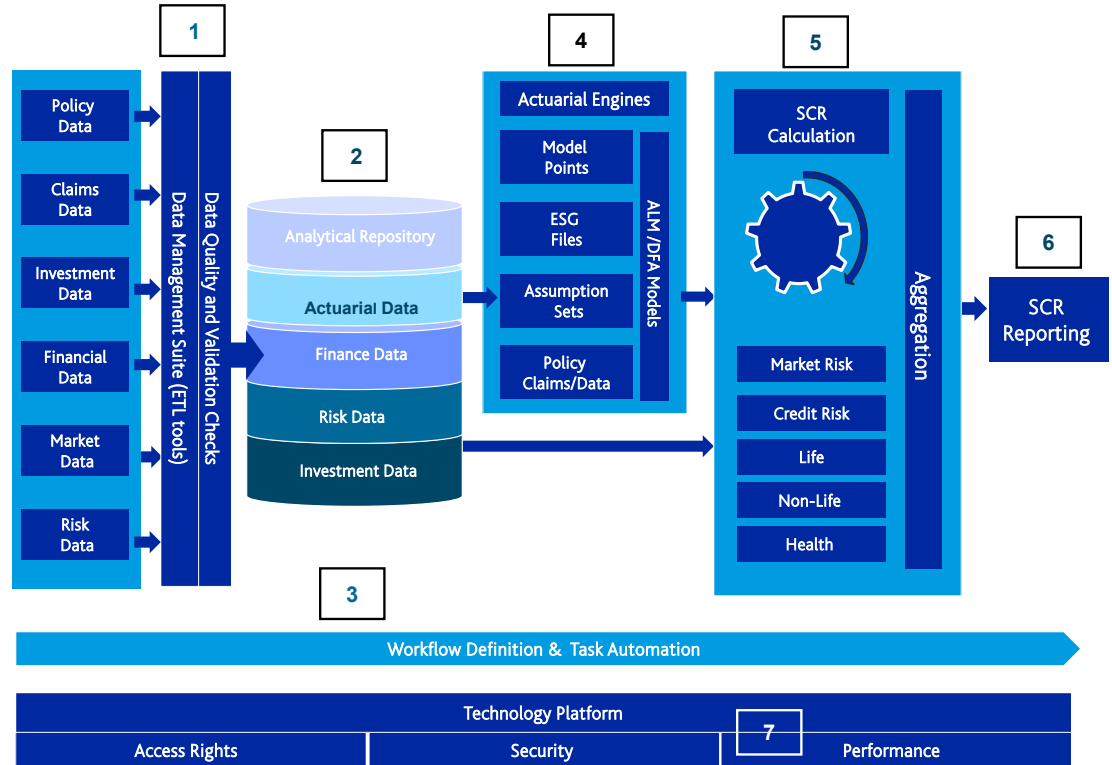 1
Policy
Data
Claims
Data
Investment
Data
Financial
Data
Market
Data
Risk
Data
Data Management Suite (ETL tools)
Data Quality and Validation Checks
2
Analytical Repository
Actuarial Data
Finance Data
Risk Data
Investment Data
3
4
Actuarial Engines
Model
Points
ESG
Files
Assumption
Sets
Policy
Claims/Data
ALM /DFA Models
5
SCR
Calculation
Market Risk
Credit Risk
Life
Non-Life
Health
Aggregation
6
SCR
Reporting
Workflow Definition & Task Automation
Technology Platform
7
Access Rights
Security
Performance